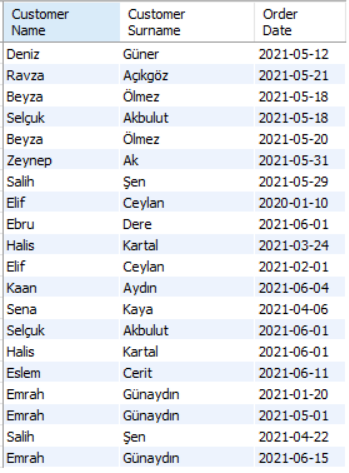 Customer Name Customer Surname Order Date
Deniz Güner 2021-05-12
Ravza Açıkgöz 2021-05-21
Beyza Ölmez 2021-05-18
Selçuk Akbulut 2021-05-18
Beyza Ölmez 2021-05-20
Zeynep Ak 2021-05-31
Salih Şen 2021-05-29
Elif Ceylan 2020-01-10
Ebru Dere 2021-06-01
Halis Kartal 2021-03-24
Elif Ceylan 2021-02-01
Kaan Aydın 2021-06-04
Sena Kaya 2021-04-06
Selçuk Akbulut 2021-06-01
Halis Kartal 2021-06-01
Eslem Cerit 2021-06-11
Emrah Günaydın 2021-01-20
Emrah Günaydın 2021-05-01
Salih Şen 2021-04-22
Emrah Günaydın 2021-06-15